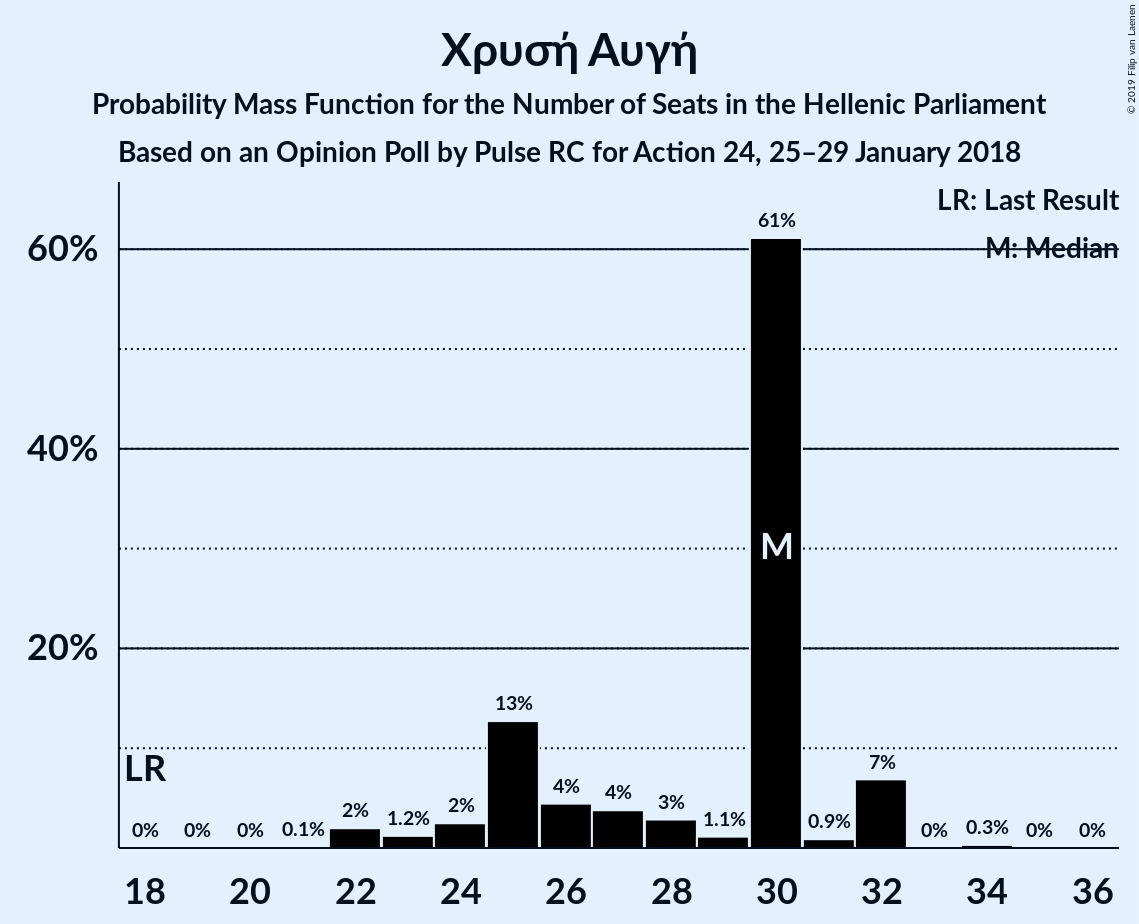 Χρυσή Αυγή
Probability Mass Function for the Number of Seats in the Hellenic Parliament
Based on an Opinion Poll by Pulse RC for Action 24, 25–29 January 2018
© 2019 Filip van Laenen
LR: Last Result
M: Median
60%
40%
20%
61%
M
13%
LR
7%
4%
4%
3%
2%
2%
1.2%
1.1%
0.9%
0.3%
0.1%
0% 0% 0% 0% 0% 0%
18 20 22 24 26 28 30 32 34 36